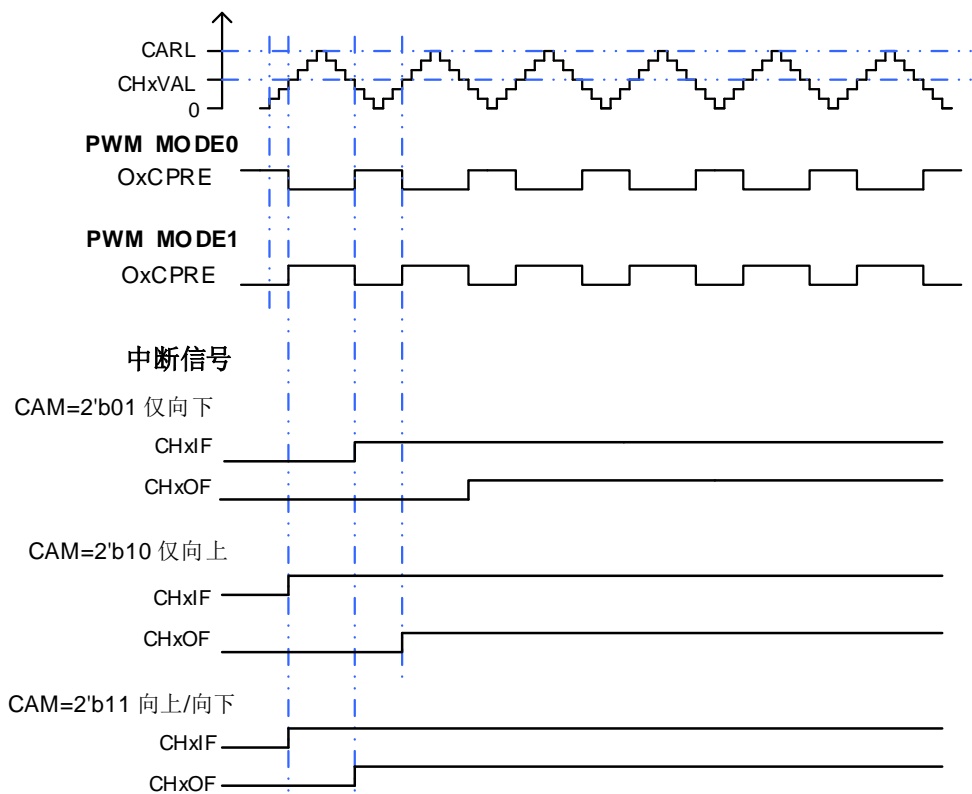 CARL
CHxVAL
0
PWM MODE0
OxCPRE
PWM MODE1
OxCPRE
中断信号
CAM=2'b01 仅向下
CHxIF
CHxOF
CAM=2'b10 仅向上
CHxIF
CHxOF
CAM=2'b11 向上/向下
CHxIF
CHxOF